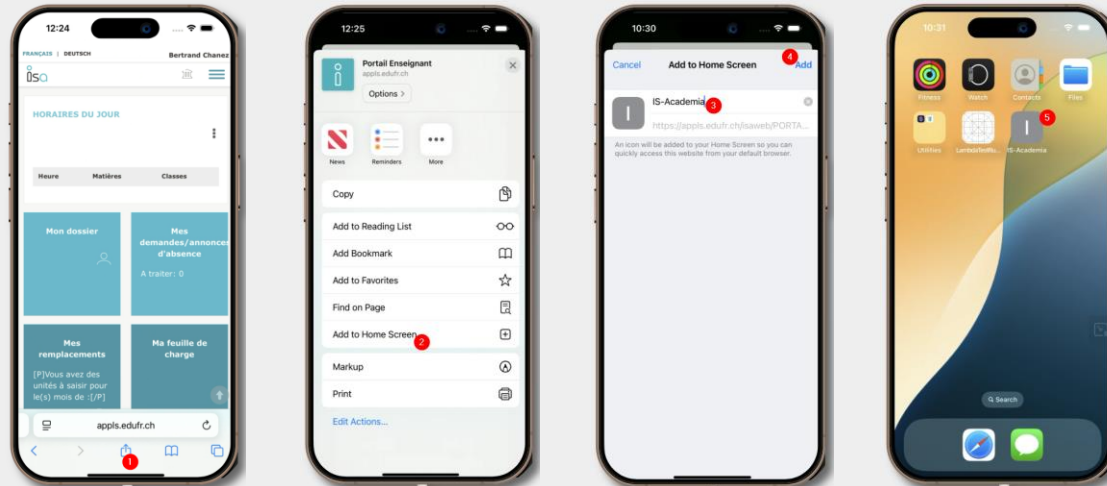 12:24
FRANÇAIS | DEUTSCH
Bertrand Chanez
isa
HORAIRES DU JOUR
Heure Matières Classes
Mon dossier
Mes
demandes/annonces
d'absence
A traiter: 0
Mes
remplacements
[P]Vous avez des
unités à saisir pour
le(s) mois de :[/P]
Ma feuille de
charge
appls.edufr.ch
1
12:25
Portail Enseignant
appls.edufr.ch
Options >
News Reminders More
Copy
Add to Reading List
Add Bookmark
Add to Favorites
Find on Page
Add to Home Screen
2
Markup
Print
Edit Actions...
10:30
4
Cancel Add to Home Screen Add
I IS-Academia
3
https://appls.edufr.ch/isaweb/PORTA...
An icon will be added to your Home Screen so you can
quickly access this website from your default browser.
10:31
Fitness Watch Contacts Files
I 5
Utilities IS-Academia
Search